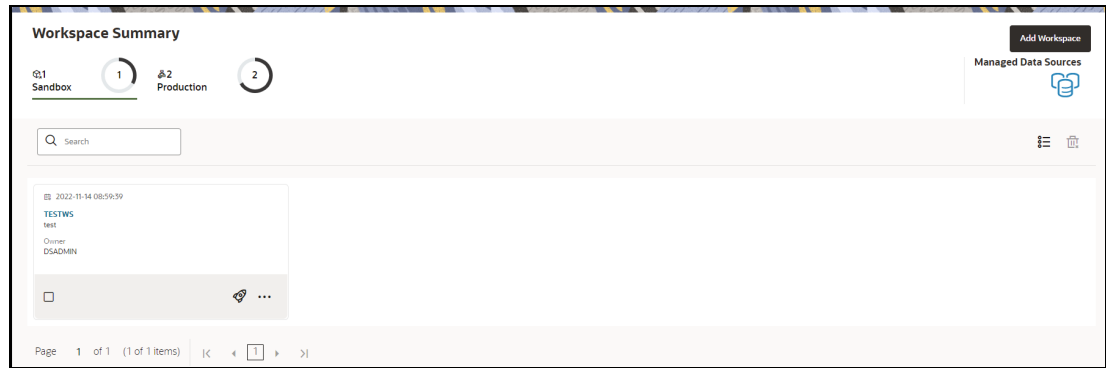 Workspace Summary
Add Workspace
1
Sandbox
1
2
Production
2
Managed Data Sources
Search
2022-11-14 08:59:39
TESTWS
test
Owner
DSADMIN
Page 1 of 1 (1 of 1 items) 1